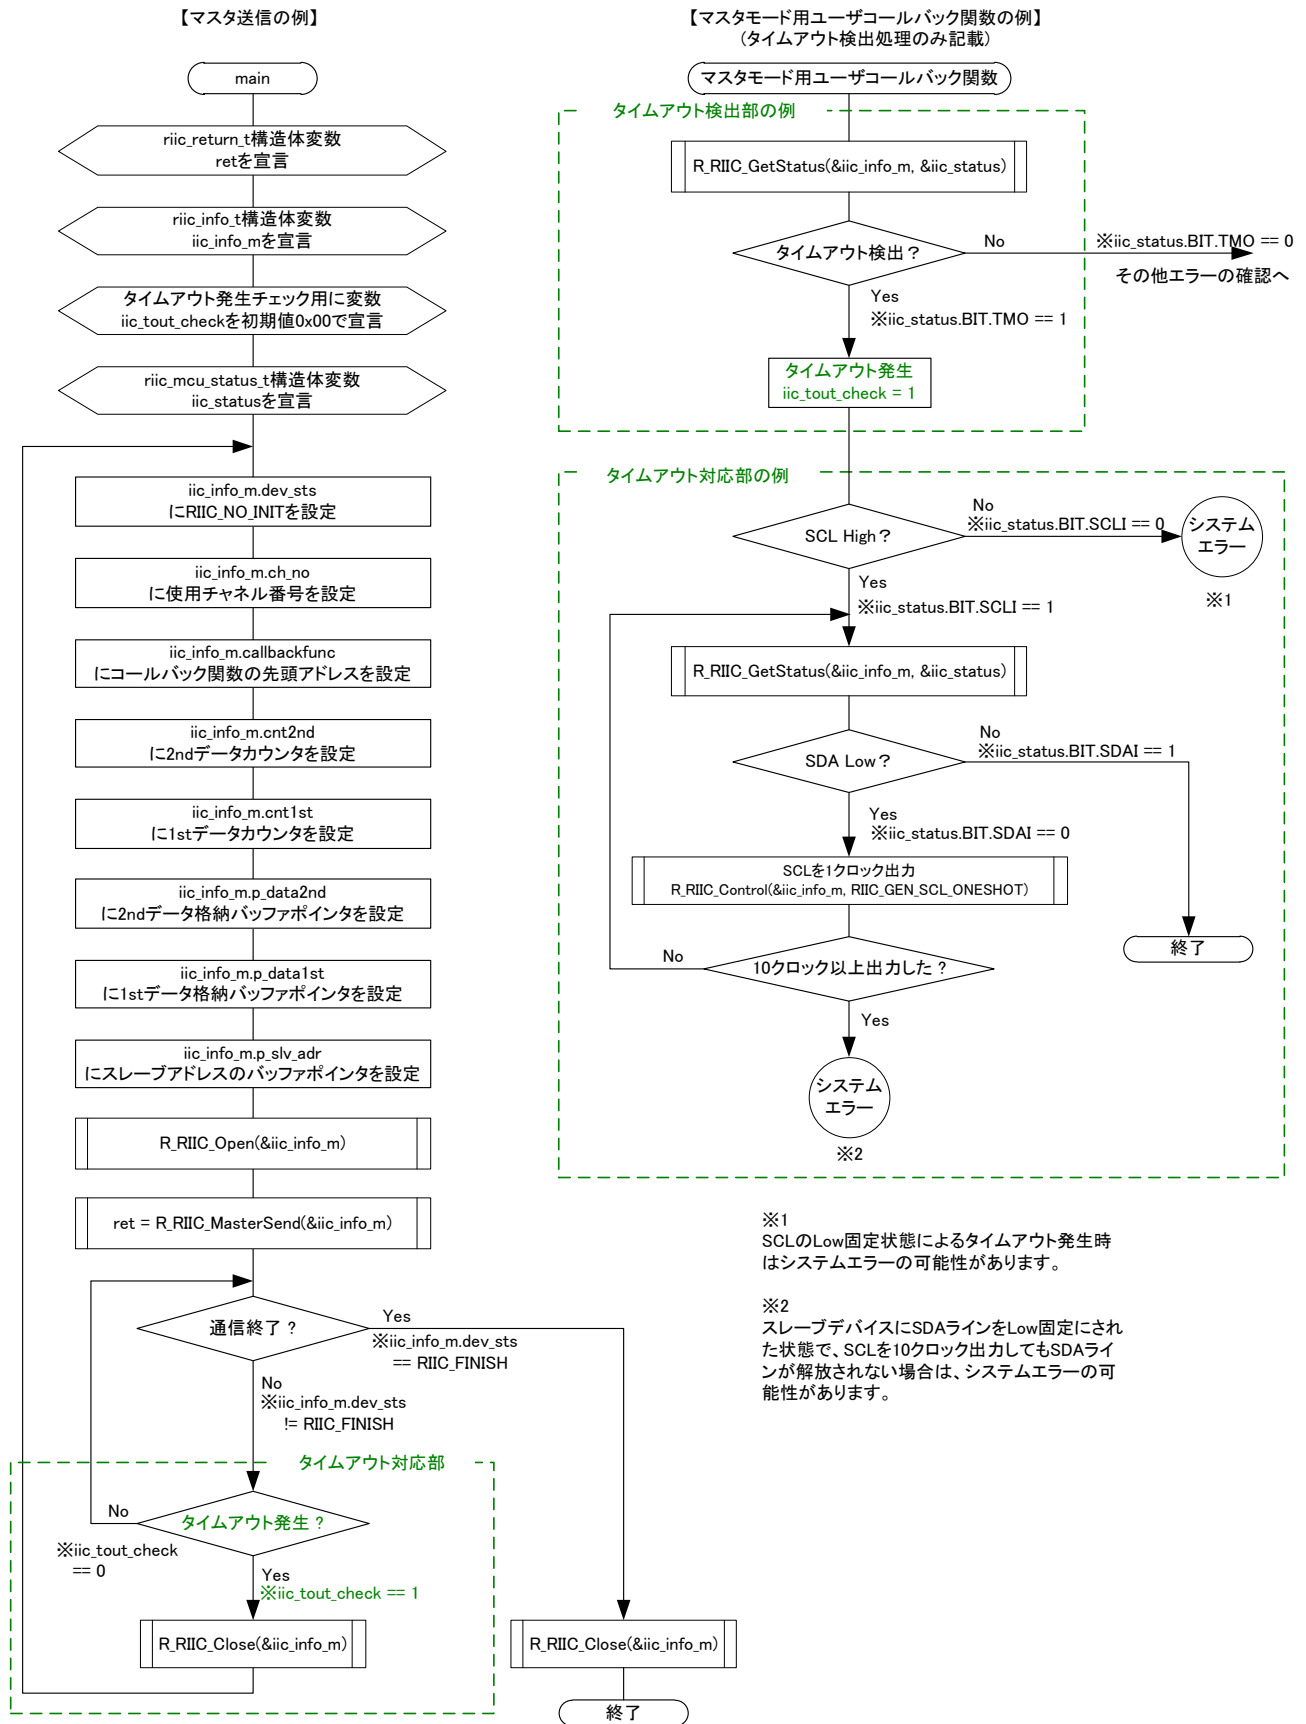 【マスタ送信の例】
main
riic_return_t構造体変数
retを宣言
riic_info_t構造体変数
iic_info_mを宣言
タイムアウト発生チェック用に変数
iic_tout_checkを初期値0x00で宣言
riic_mcu_status_t構造体変数
iic_statusを宣言
iic_info_m.dev_sts
にRIIC_NO_INITを設定
iic_info_m.ch_no
に使用チャネル番号を設定
iic_info_m.callbackfunc
にコールバック関数の先頭アドレスを設定
iic_info_m.cnt2nd
に2ndデータカウンタを設定
iic_info_m.cnt1st
に1stデータカウンタを設定
iic_info_m.p_data2nd
に2ndデータ格納バッファポインタを設定
iic_info_m.p_data1st
に1stデータ格納バッファポインタを設定
iic_info_m.p_slv_adr
にスレーブアドレスのバッファポインタを設定
R_RIIC_Open(&iic_info_m)
ret = R_RIIC_MasterSend(&iic_info_m)
通信終了？
Yes
※iic_info_m.dev_sts
== RIIC_FINISH
No
※iic_info_m.dev_sts
!= RIIC_FINISH
タイムアウト対応部
タイムアウト発生？
No
※iic_tout_check
== 0
Yes
※iic_tout_check == 1
R_RIIC_Close(&iic_info_m)
R_RIIC_Close(&iic_info_m)
終了
【マスタモード用ユーザコールバック関数の例】
（タイムアウト検出処理のみ記載）
マスタモード用ユーザコールバック関数
タイムアウト検出部の例
R_RIIC_GetStatus(&iic_info_m, &iic_status)
タイムアウト検出？
No
※iic_status.BIT.TMO == 0
その他エラーの確認へ
Yes
※iic_status.BIT.TMO == 1
タイムアウト発生
iic_tout_check = 1
タイムアウト対応部の例
SCL High？
No
※iic_status.BIT.SCLI == 0
システム
エラー
※1
Yes
※iic_status.BIT.SCLI == 1
R_RIIC_GetStatus(&iic_info_m, &iic_status)
SDA Low？
No
※iic_status.BIT.SDAI == 1
Yes
※iic_status.BIT.SDAI == 0
SCLを1クロック出力
R_RIIC_Control(&iic_info_m, RIIC_GEN_SCL_ONESHOT)
終了
10クロック以上出力した？
No
Yes
システム
エラー
※2
※1
SCLのLow固定状態によるタイムアウト発生時
はシステムエラーの可能性があります。
※2
スレーブデバイスにSDAラインをLow固定にされ
た状態で、SCLを10クロック出力してもSDAライ
ンが解放されない場合は、システムエラーの可
能性があります。